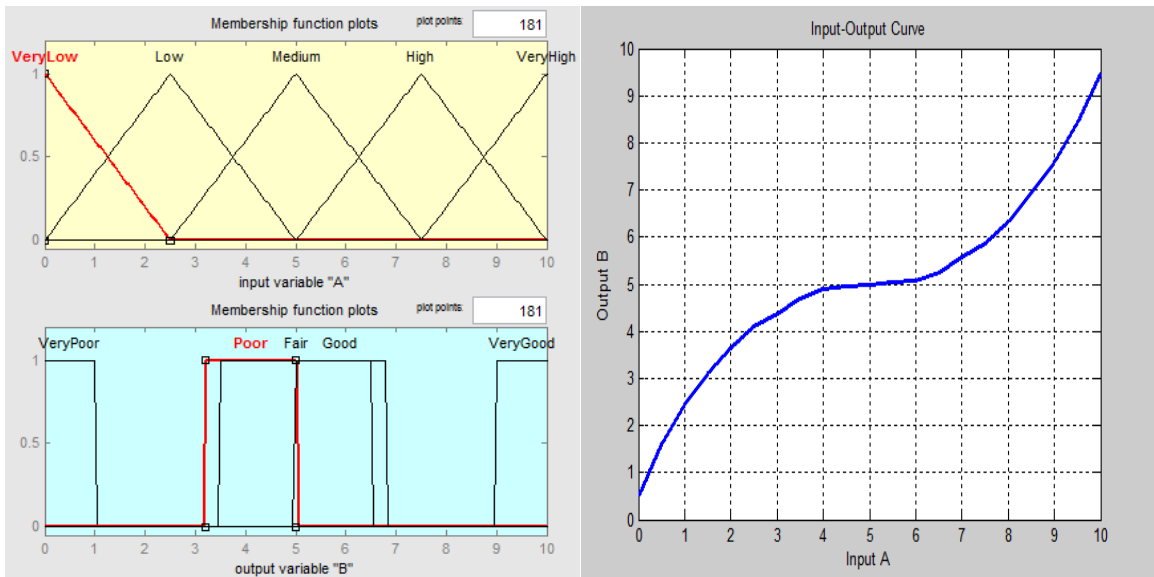 Membership function plots plot points: 181
VeryLow Low Medium High VeryHigh
1
0.5
0
0 1 2 3 4 5 6 7 8 9 10
input variable "A"
Membership function plots plot points: 181
VeryPoor Poor Fair Good VeryGood
1
0.5
0
0 1 2 3 4 5 6 7 8 9 10
output variable "B"
Input-Output Curve
10
9
8
7
6
5
4
3
2
1
0
Output B
0 1 2 3 4 5 6 7 8 9 10
Input A